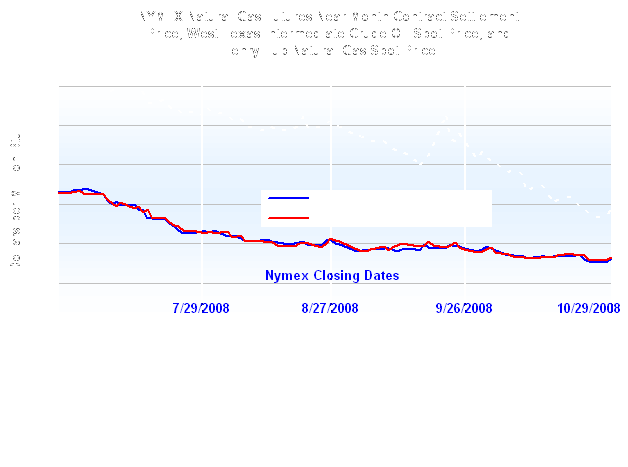 NYMEX Natural Gas Futures Near-Month Contract Settlement
Price, West Texas Intermediate Crude Oil Spot Price, and
Henry Hub Natural Gas Spot Price
Nymex Closing Dates
7/29/2008
8/27/2008
9/26/2008
10/29/2008